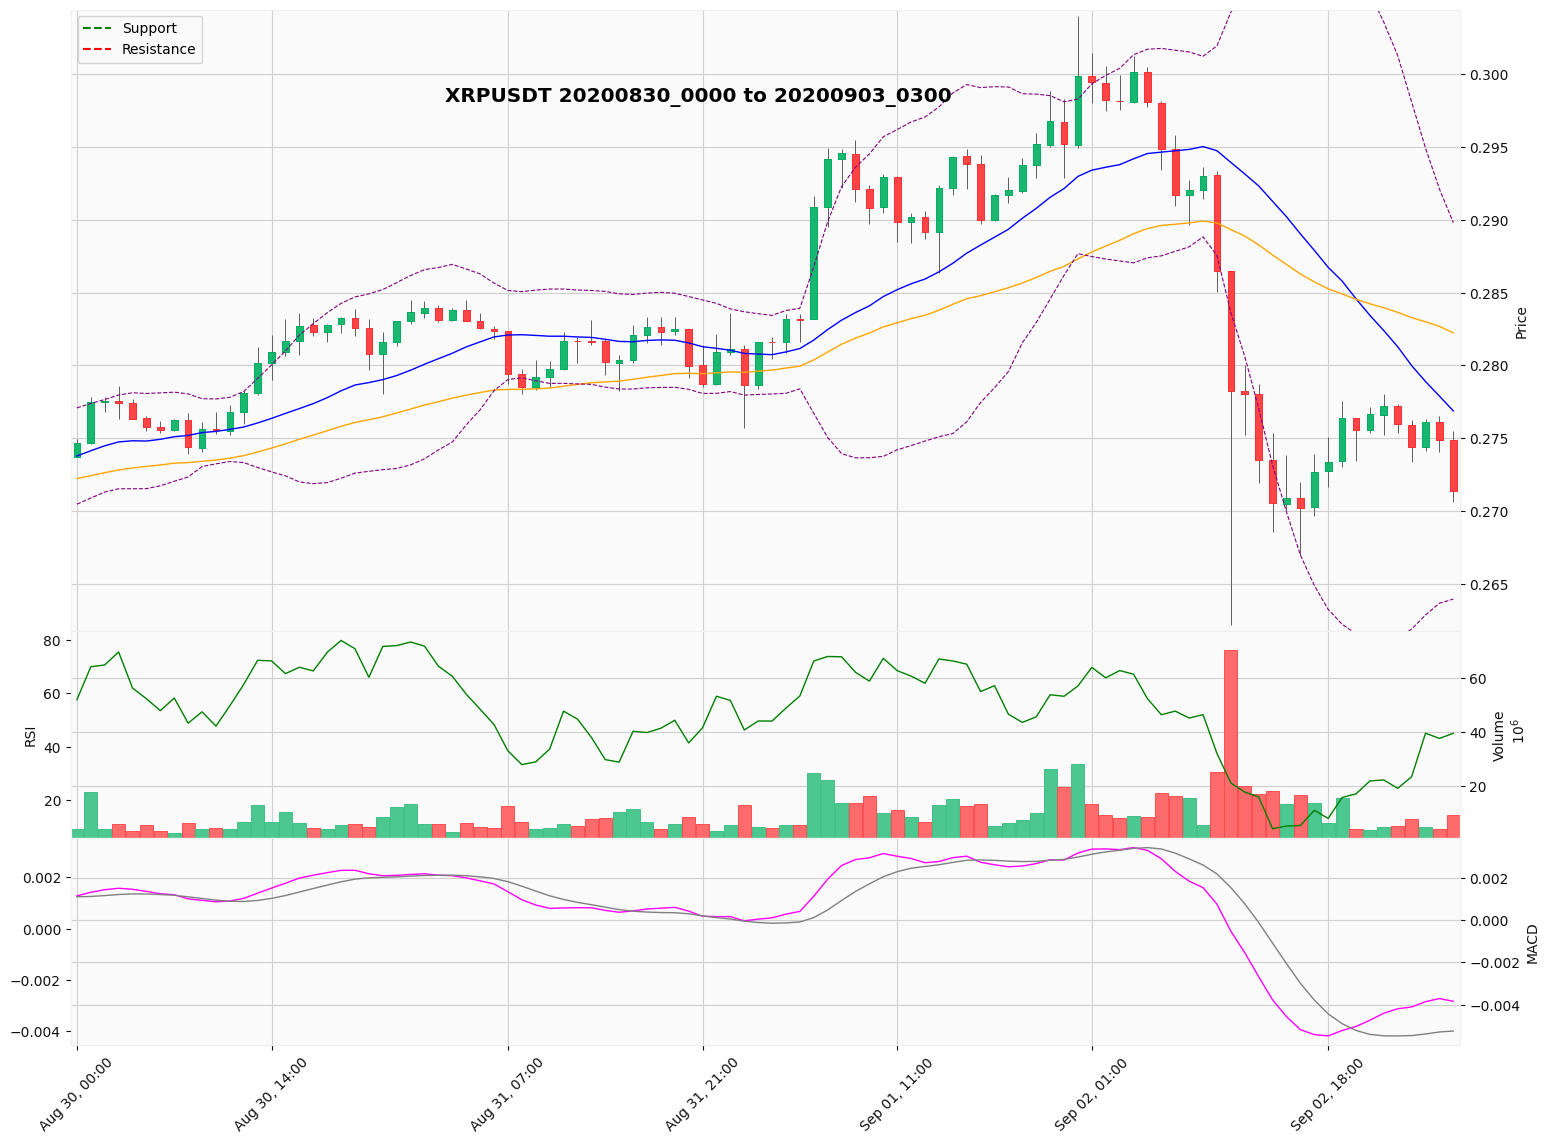 Support
Resistance
XRPUSDT 20200830_0000 to 20200903_0300
0.300
0.295
0.290
0.285
0.280
0.275
0.270
0.265
Price
80
60
40
20
RSI
60
40
20
Volume
10^6
0.002
0.000
−0.002
−0.004
0.002
0.000
−0.002
−0.004
MACD
Aug 30, 00:00
Aug 30, 14:00
Aug 31, 07:00
Aug 31, 21:00
Sep 01, 11:00
Sep 02, 01:00
Sep 02, 18:00